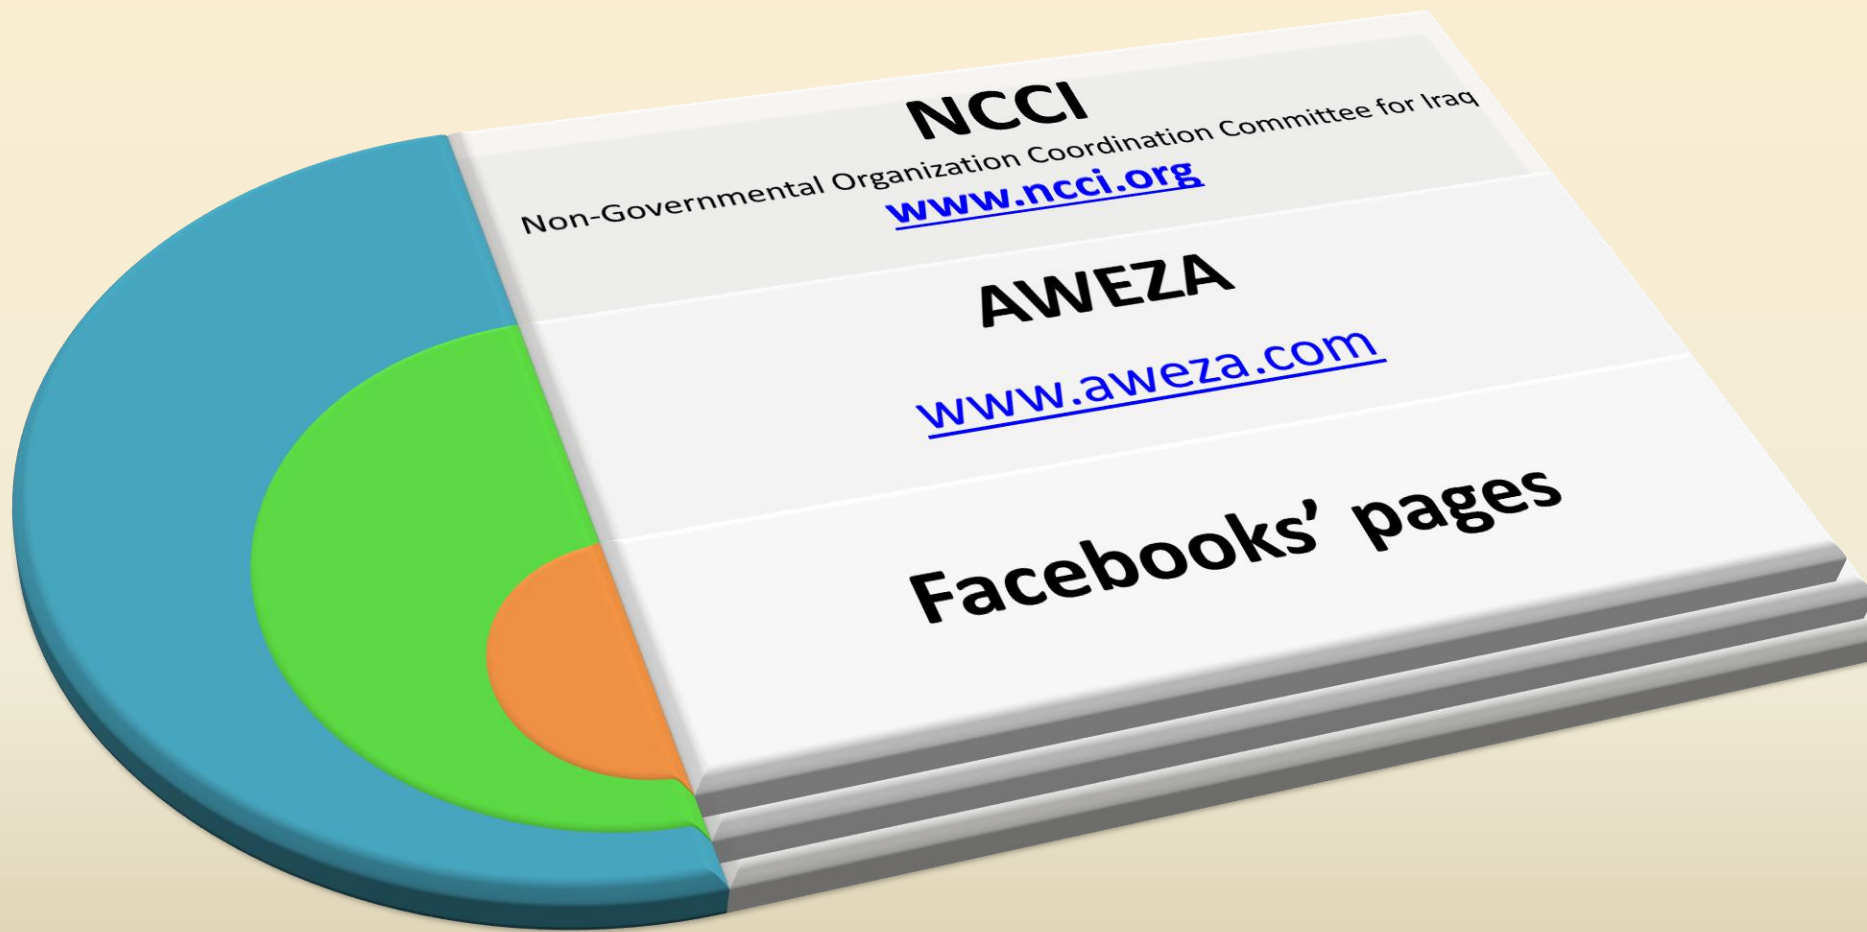 NCCI
Non-Governmental Organization Coordination Committee for Iraq
www.ncci.org
AWEZA
www.aweza.com
Facebooks’ pages